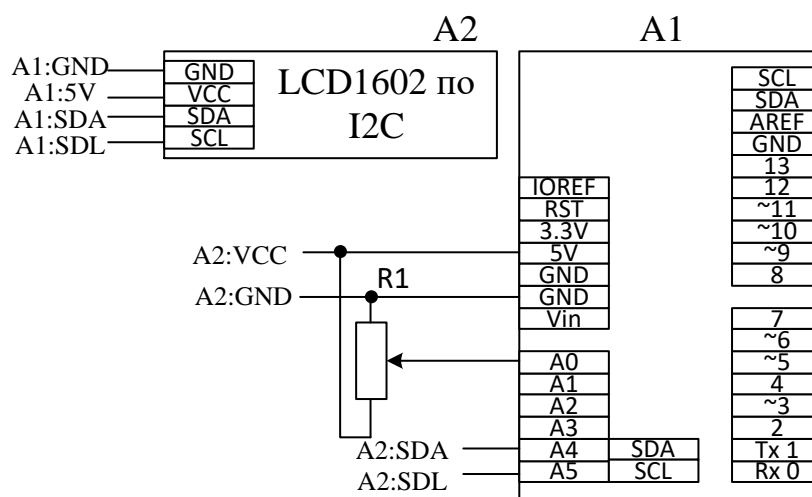 A2
A1
A1:GND
A1:5V
A1:SDA
A1:SDL
GND
VCC
SDA
SCL
LCD1602 по
I2C
SCL
SDA
AREF
GND
13
12
~11
~10
~9
8
IOREF
RST
3.3V
5V
GND
GND
Vin
A2:VCC
A2:GND
R1
7
~6
~5
4
~3
2
Tx 1
Rx 0
A0
A1
A2
A3
A4 SDA
A5 SCL
A2:SDA
A2:SDL